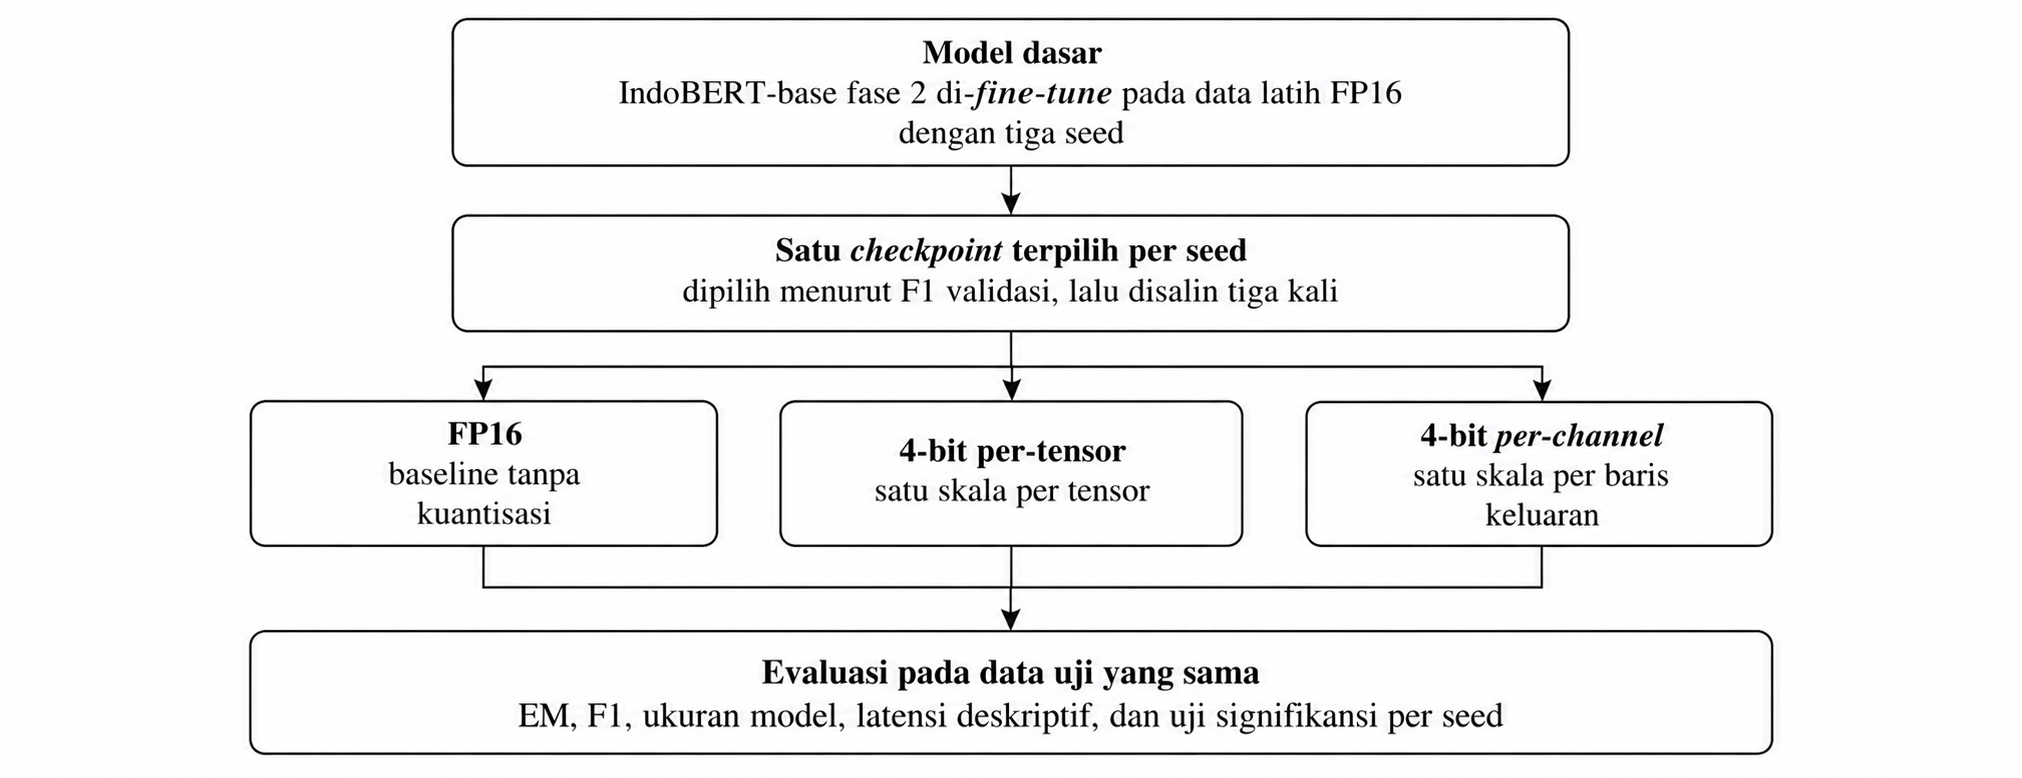 Model dasar
IndoBERT-base fase 2 di-fine-tune pada data latih FP16
dengan tiga seed
Satu checkpoint terpilih per seed
dipilih menurut F1 validasi, lalu disalin tiga kali
FP16
baseline tanpa
kuantisasi
4-bit per-tensor
satu skala per tensor
4-bit per-channel
satu skala per baris
keluaran
Evaluasi pada data uji yang sama
EM, F1, ukuran model, latensi deskriptif, dan uji signifikansi per seed